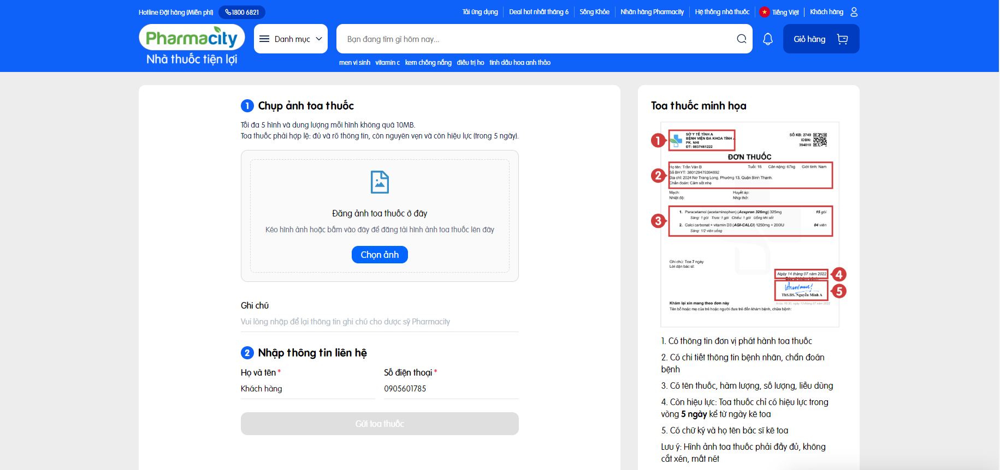 Hotline Đặt hàng (Miễn phí) 1800 6821
Tải ứng dụng Deal hot nhất tháng 6 Sống Khỏe Nhãn hàng Pharmacity Hệ thống nhà thuốc Tiếng Việt Khách hàng
Pharmacity
Nhà thuốc tiện lợi
Danh mục
Bạn đang tìm gì hôm nay...
Giỏ hàng
men vi sinh vitamin c kem chống nắng điều trị ho tinh dầu hoa anh thảo
1 Chụp ảnh toa thuốc
Tối đa 5 hình và dung lượng mỗi hình không quá 10MB.
Toa thuốc phải hợp lệ: đủ và rõ thông tin, còn nguyên vẹn và còn hiệu lực (trong 5 ngày).
Đăng ảnh toa thuốc ở đây
Kéo hình ảnh hoặc bấm vào đây để đăng tải hình ảnh toa thuốc lên đây
Chọn ảnh
Ghi chú
Vui lòng nhập để lại thông tin ghi chú cho dược sỹ Pharmacity
2 Nhập thông tin liên hệ
Họ và tên * Số điện thoại *
Khách hàng 0905601785
Gửi toa thuốc
Toa thuốc minh họa
1
SỞ Y TẾ TỈNH A
BỆNH VIỆN ĐA KHOA TỈNH A
PK. NHI
ĐT: 0837461222
SỐ KB: 2749
IDBN:
394810
ĐƠN THUỐC
2
Họ tên: Trần Văn B Tuổi: 15 Cân nặng: 67kg Giới tính: Nam
Số BHYT: 380129476394892
Địa chỉ: 2024 Nơ Trang Long, Phường 13, Quận Bình Thạnh.
Chẩn đoán: Cảm sốt nhẹ
Mạch: Huyết áp:
Nhiệt độ: Nhịp thở:
3
1. Paracetamol (acetaminophen) (Acepron 326mg) 325mg 15 gói
Sáng: 1 gói Trưa: 1 gói Chiều: 1 gói Uống khi sốt
2. Calci carbonat + vitamin D3 (AGI-CALCI) 1250mg + 200IU 04 viên
Sáng: 1/2 viên uống
Ghi chú: Toa 7 ngày
Lời dặn bác sĩ:
Ngày 14 tháng 07 năm 2022
4
5
ThS.BS. Nguyễn Minh A
Khám lại xin mang theo đơn này
Tên bố hoặc mẹ của trẻ hoặc người đưa trẻ đến khám bệnh, chữa bệnh:
1. Có thông tin đơn vị phát hành toa thuốc
2. Có chi tiết thông tin bệnh nhân, chẩn đoán
bệnh
3. Có tên thuốc, hàm lượng, số lượng, liều dùng
4. Còn hiệu lực: Toa thuốc chỉ có hiệu lực trong
vòng 5 ngày kể từ ngày kê toa
5. Có chữ ký và họ tên bác sĩ kê toa
Lưu ý: Hình ảnh toa thuốc phải đầy đủ, không
cắt xén, mất nét